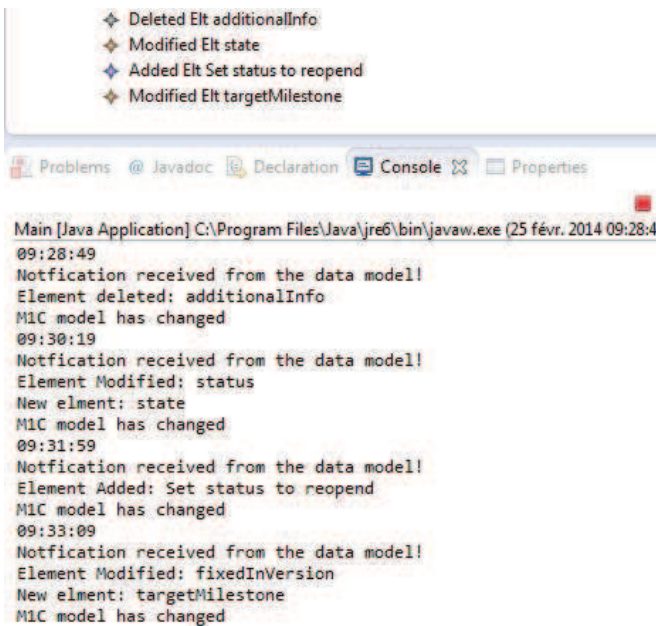 Deleted Elt additionalInfo
Modified Elt state
Added Elt Set status to reopend
Modified Elt targetMilestone
Problems @ Javadoc Declaration Console Properties
Main [Java Application] C:\Program Files\Java\jre6\bin\javaw.exe (25 févr. 2014 09:28:4
09:28:49
Notfication received from the data model!
Element deleted: additionalInfo
M1C model has changed
09:30:19
Notfication received from the data model!
Element Modified: status
New elment: state
M1C model has changed
09:31:59
Notfication received from the data model!
Element Added: Set status to reopend
M1C model has changed
09:33:09
Notfication received from the data model!
Element Modified: fixedInVersion
New elment: targetMilestone
M1C model has changed